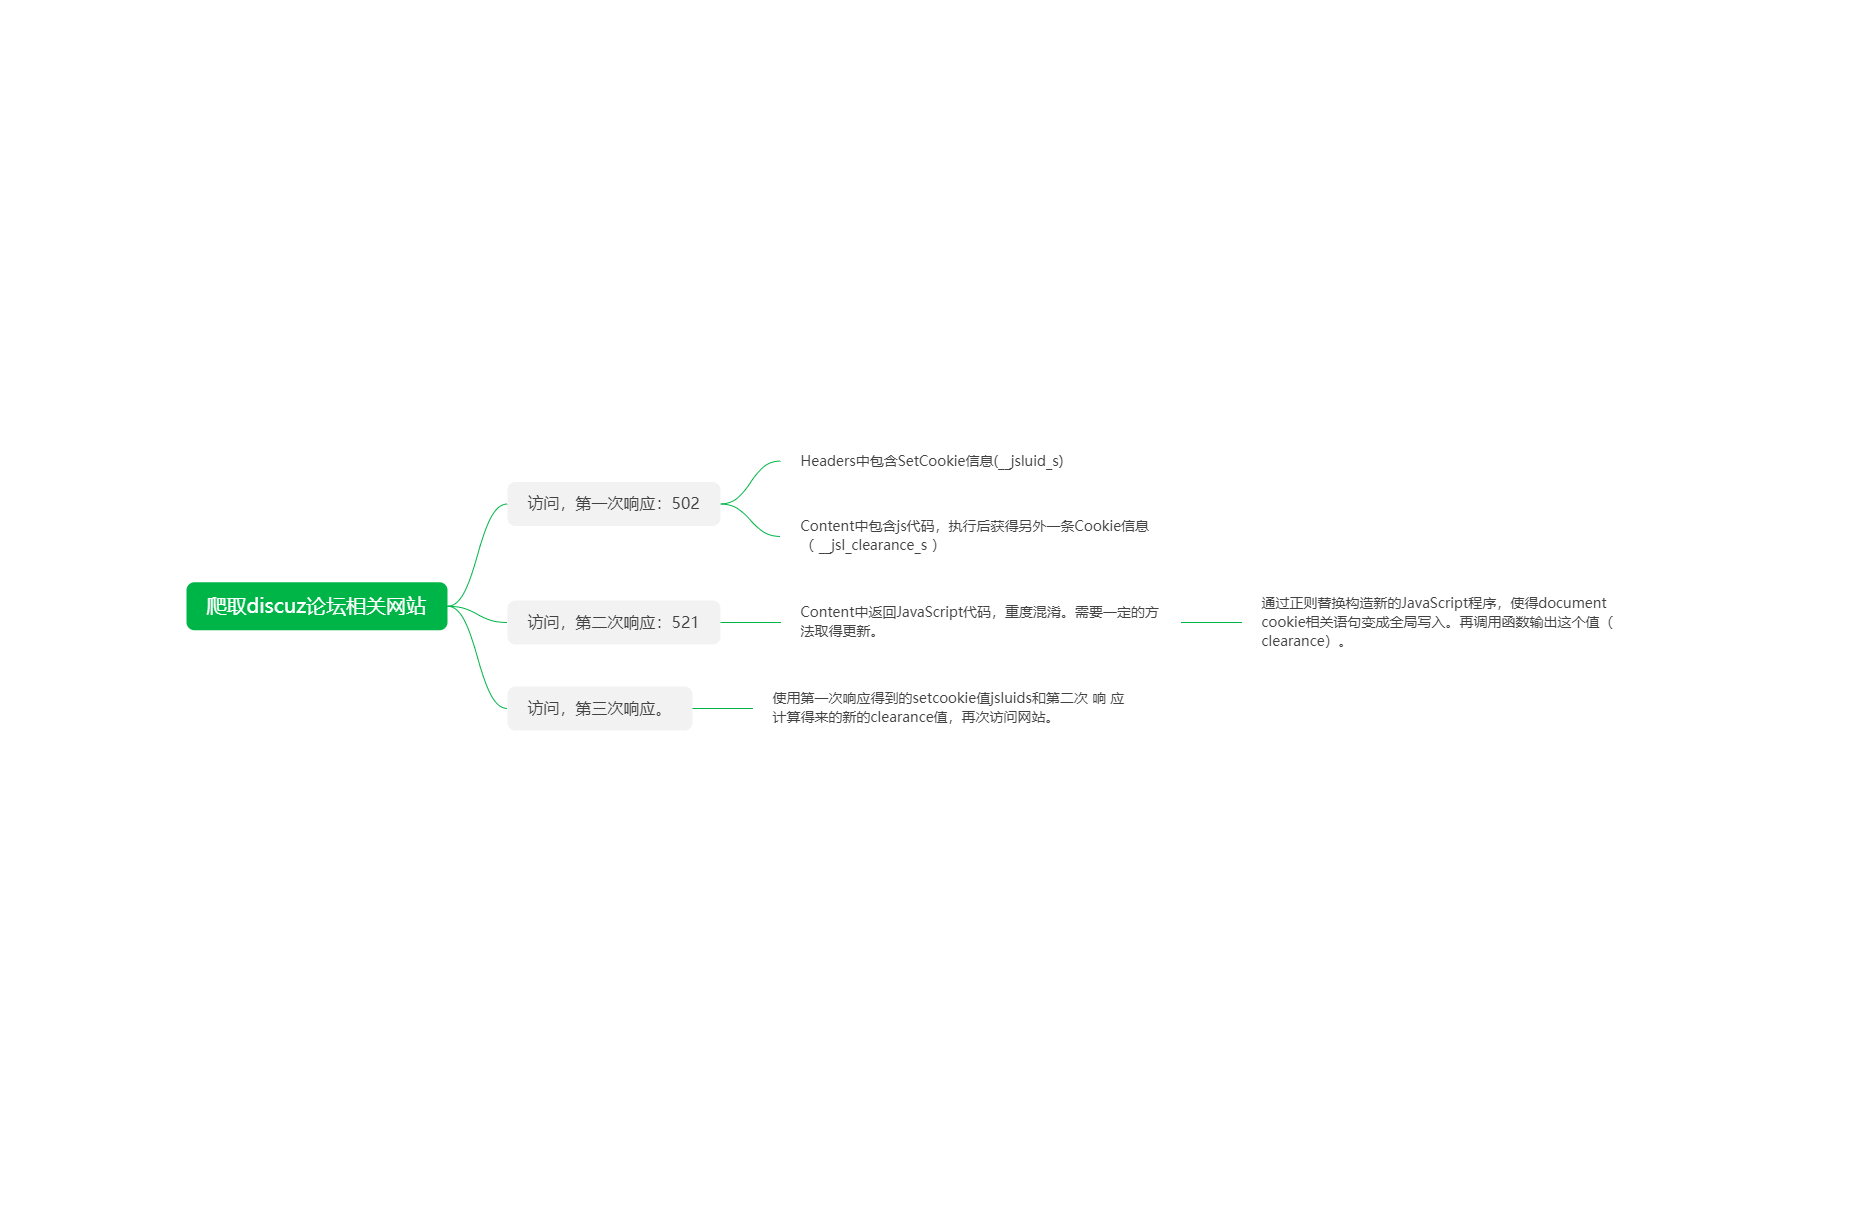 爬取discuz论坛相关网站
访问，第一次响应：502
Headers中包含SetCookie信息(__jsluid_s)
Content中包含js代码，执行后获得另外一条Cookie信息
（ __jsl_clearance_s ）
访问，第二次响应：521
Content中返回JavaScript代码，重度混淆。需要一定的方
法取得更新。
通过正则替换构造新的JavaScript程序，使得document
cookie相关语句变成全局写入。再调用函数输出这个值（
clearance）。
访问，第三次响应。
使用第一次响应得到的setcookie值jsluids和第二次 响 应
计算得来的新的clearance值，再次访问网站。